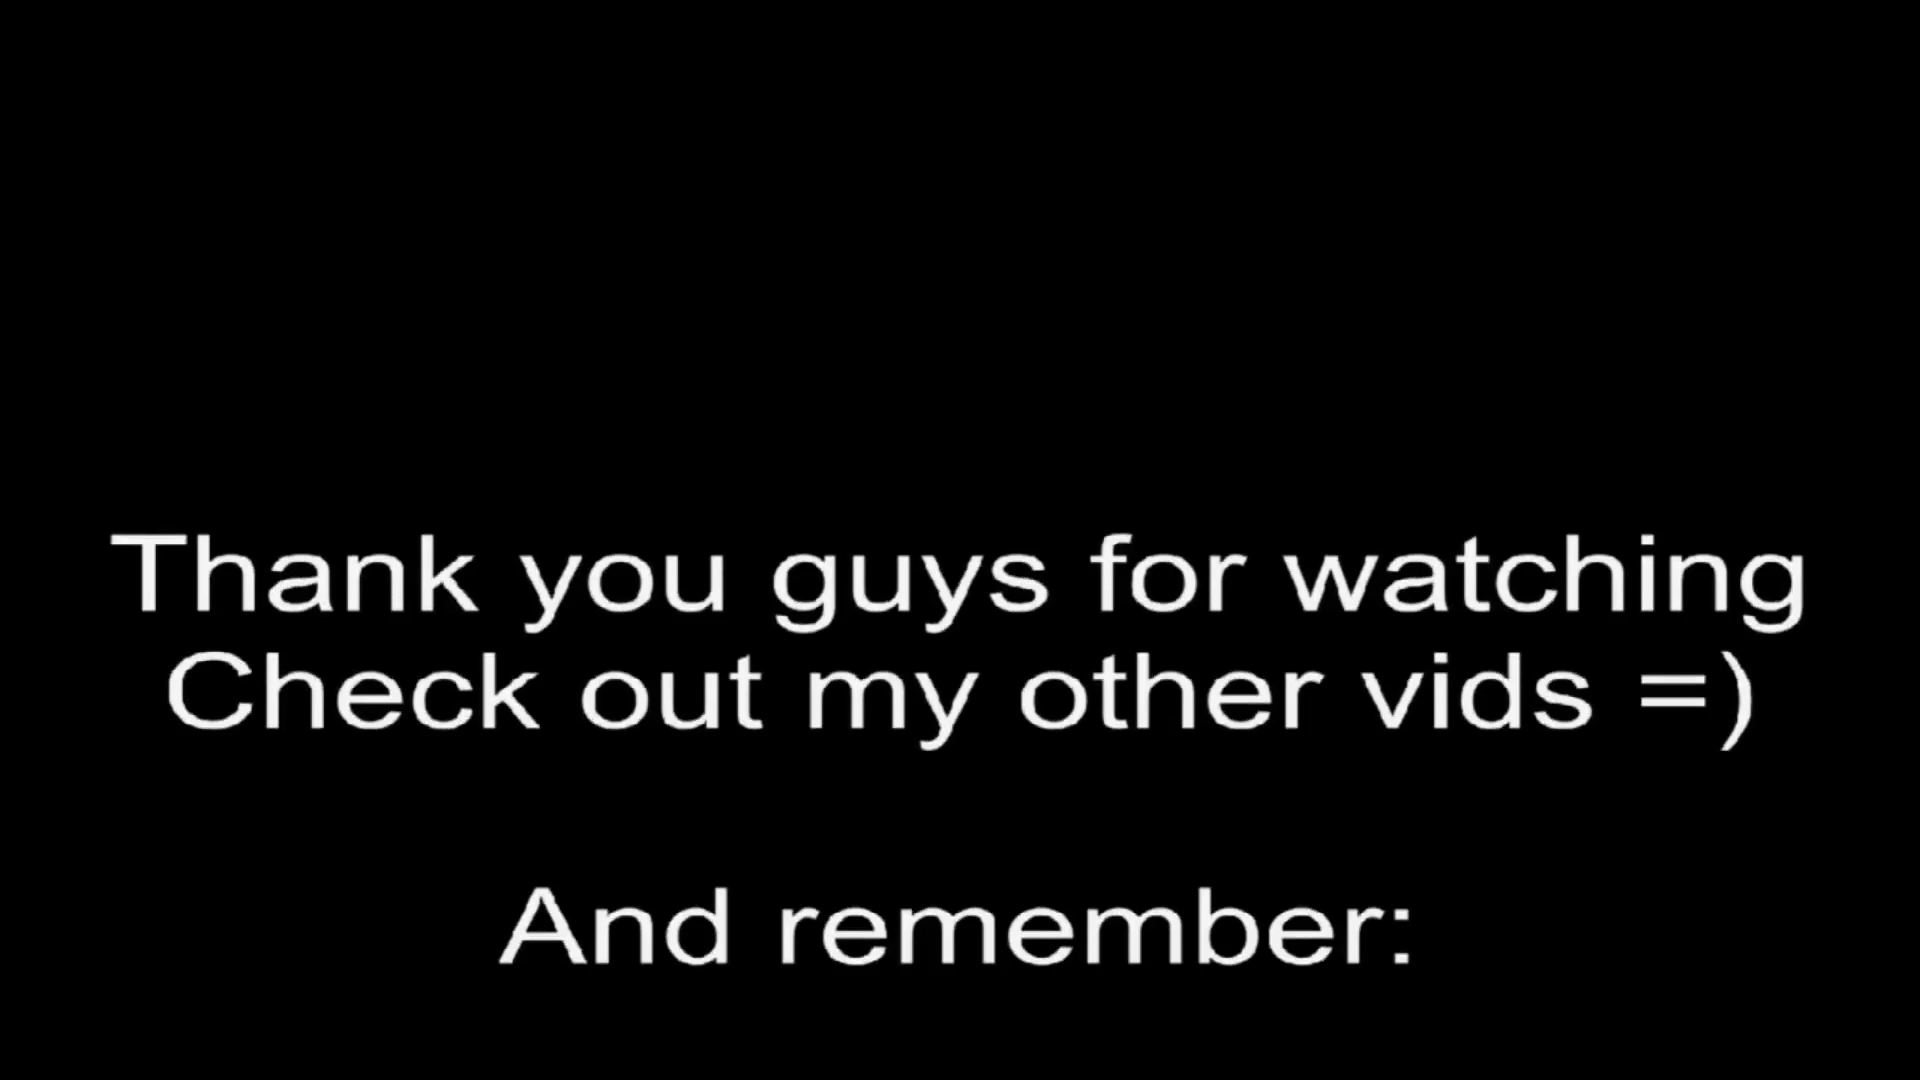 Thank you guys for watching
Check out my other vids =)
And remember: